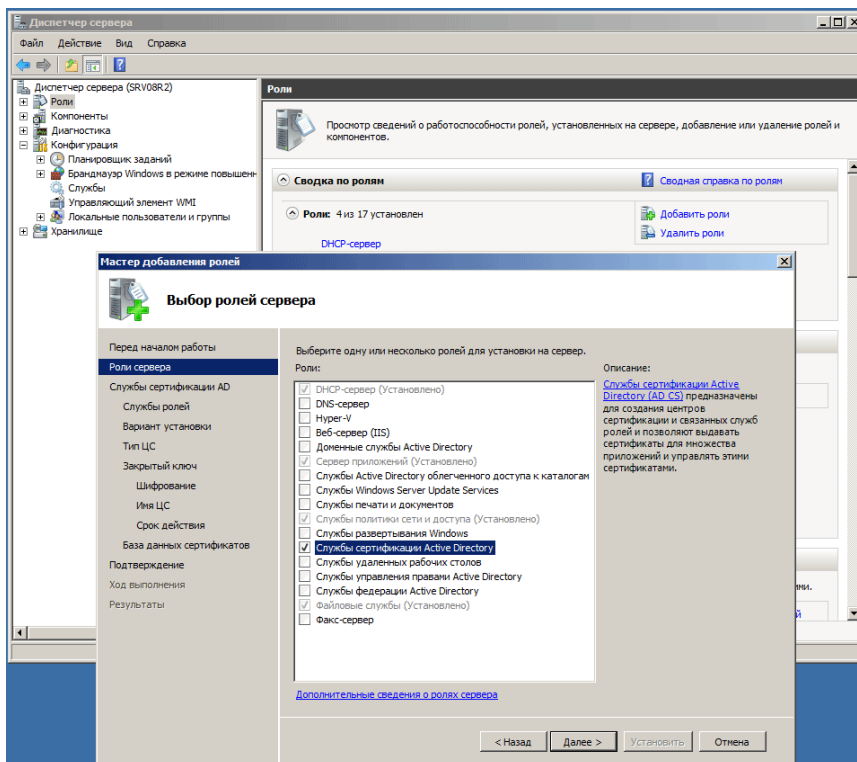 Диспетчер сервера
Файл Действие Вид Справка
Диспетчер сервера (SRV08R2)
Роли
Компоненты
Диагностика
Конфигурация
Планировщик заданий
Брандмауэр Windows в режиме повышенн
Службы
Управляющий элемент WMI
Локальные пользователи и группы
Хранилище
Роли
Просмотр сведений о работоспособности ролей, установленных на сервере, добавление или удаление ролей и
компонентов.
Сводка по ролям
Сводная справка по ролям
Роли: 4 из 17 установлен
Добавить роли
Удалить роли
DHCP-сервер
Мастер добавления ролей
Выбор ролей сервера
Перед началом работы
Роли сервера
Службы сертификации AD
Службы ролей
Вариант установки
Тип ЦС
Закрытый ключ
Шифрование
Имя ЦС
Срок действия
База данных сертификатов
Подтверждение
Ход выполнения
Результаты
Выберите одну или несколько ролей для установки на сервер.
Роли:
DHCP-сервер (Установлено)
DNS-сервер
Hyper-V
Веб-сервер (IIS)
Доменные службы Active Directory
Сервер приложений (Установлено)
Службы Active Directory облегченного доступа к каталогам
Службы Windows Server Update Services
Службы печати и документов
Службы политики сети и доступа (Установлено)
Службы развертывания Windows
Службы сертификации Active Directory
Службы удаленных рабочих столов
Службы управления правами Active Directory
Службы федерации Active Directory
Файловые службы (Установлено)
Факс-сервер
Описание:
Службы сертификации Active
Directory (AD CS) предназначены
для создания центров
сертификации и связанных служб
ролей и позволяют выдавать
сертификаты для множества
приложений и управлять этими
сертификатами.
Дополнительные сведения о ролях сервера
< Назад Далее > Установить Отмена